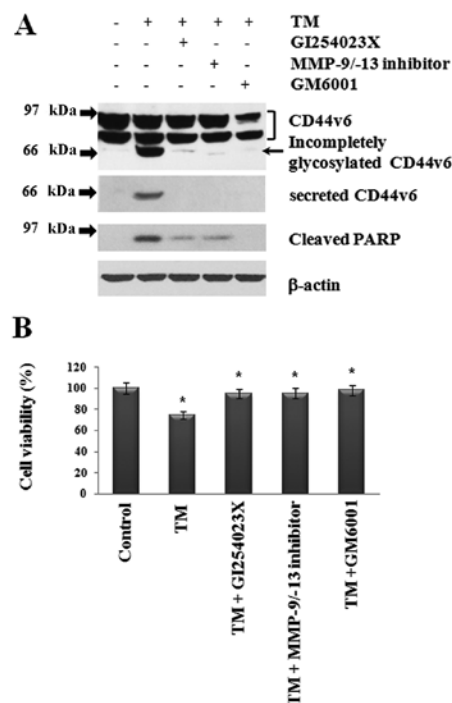 A
- + + + + TM
- - + - - GI254023X
- - - + - MMP-9/-13 inhibitor
- - - - + GM6001
97 kDa
CD44v6
66 kDa
Incompletely
glycosylated CD44v6
66 kDa
secreted CD44v6
97 kDa
Cleaved PARP
β-actin
B
Cell viability (%)
120
100
80
60
40
20
0
* * * *
Control
TM
TM + GI254023X
TM + MMP-9/-13 inhibitor
TM +GM6001